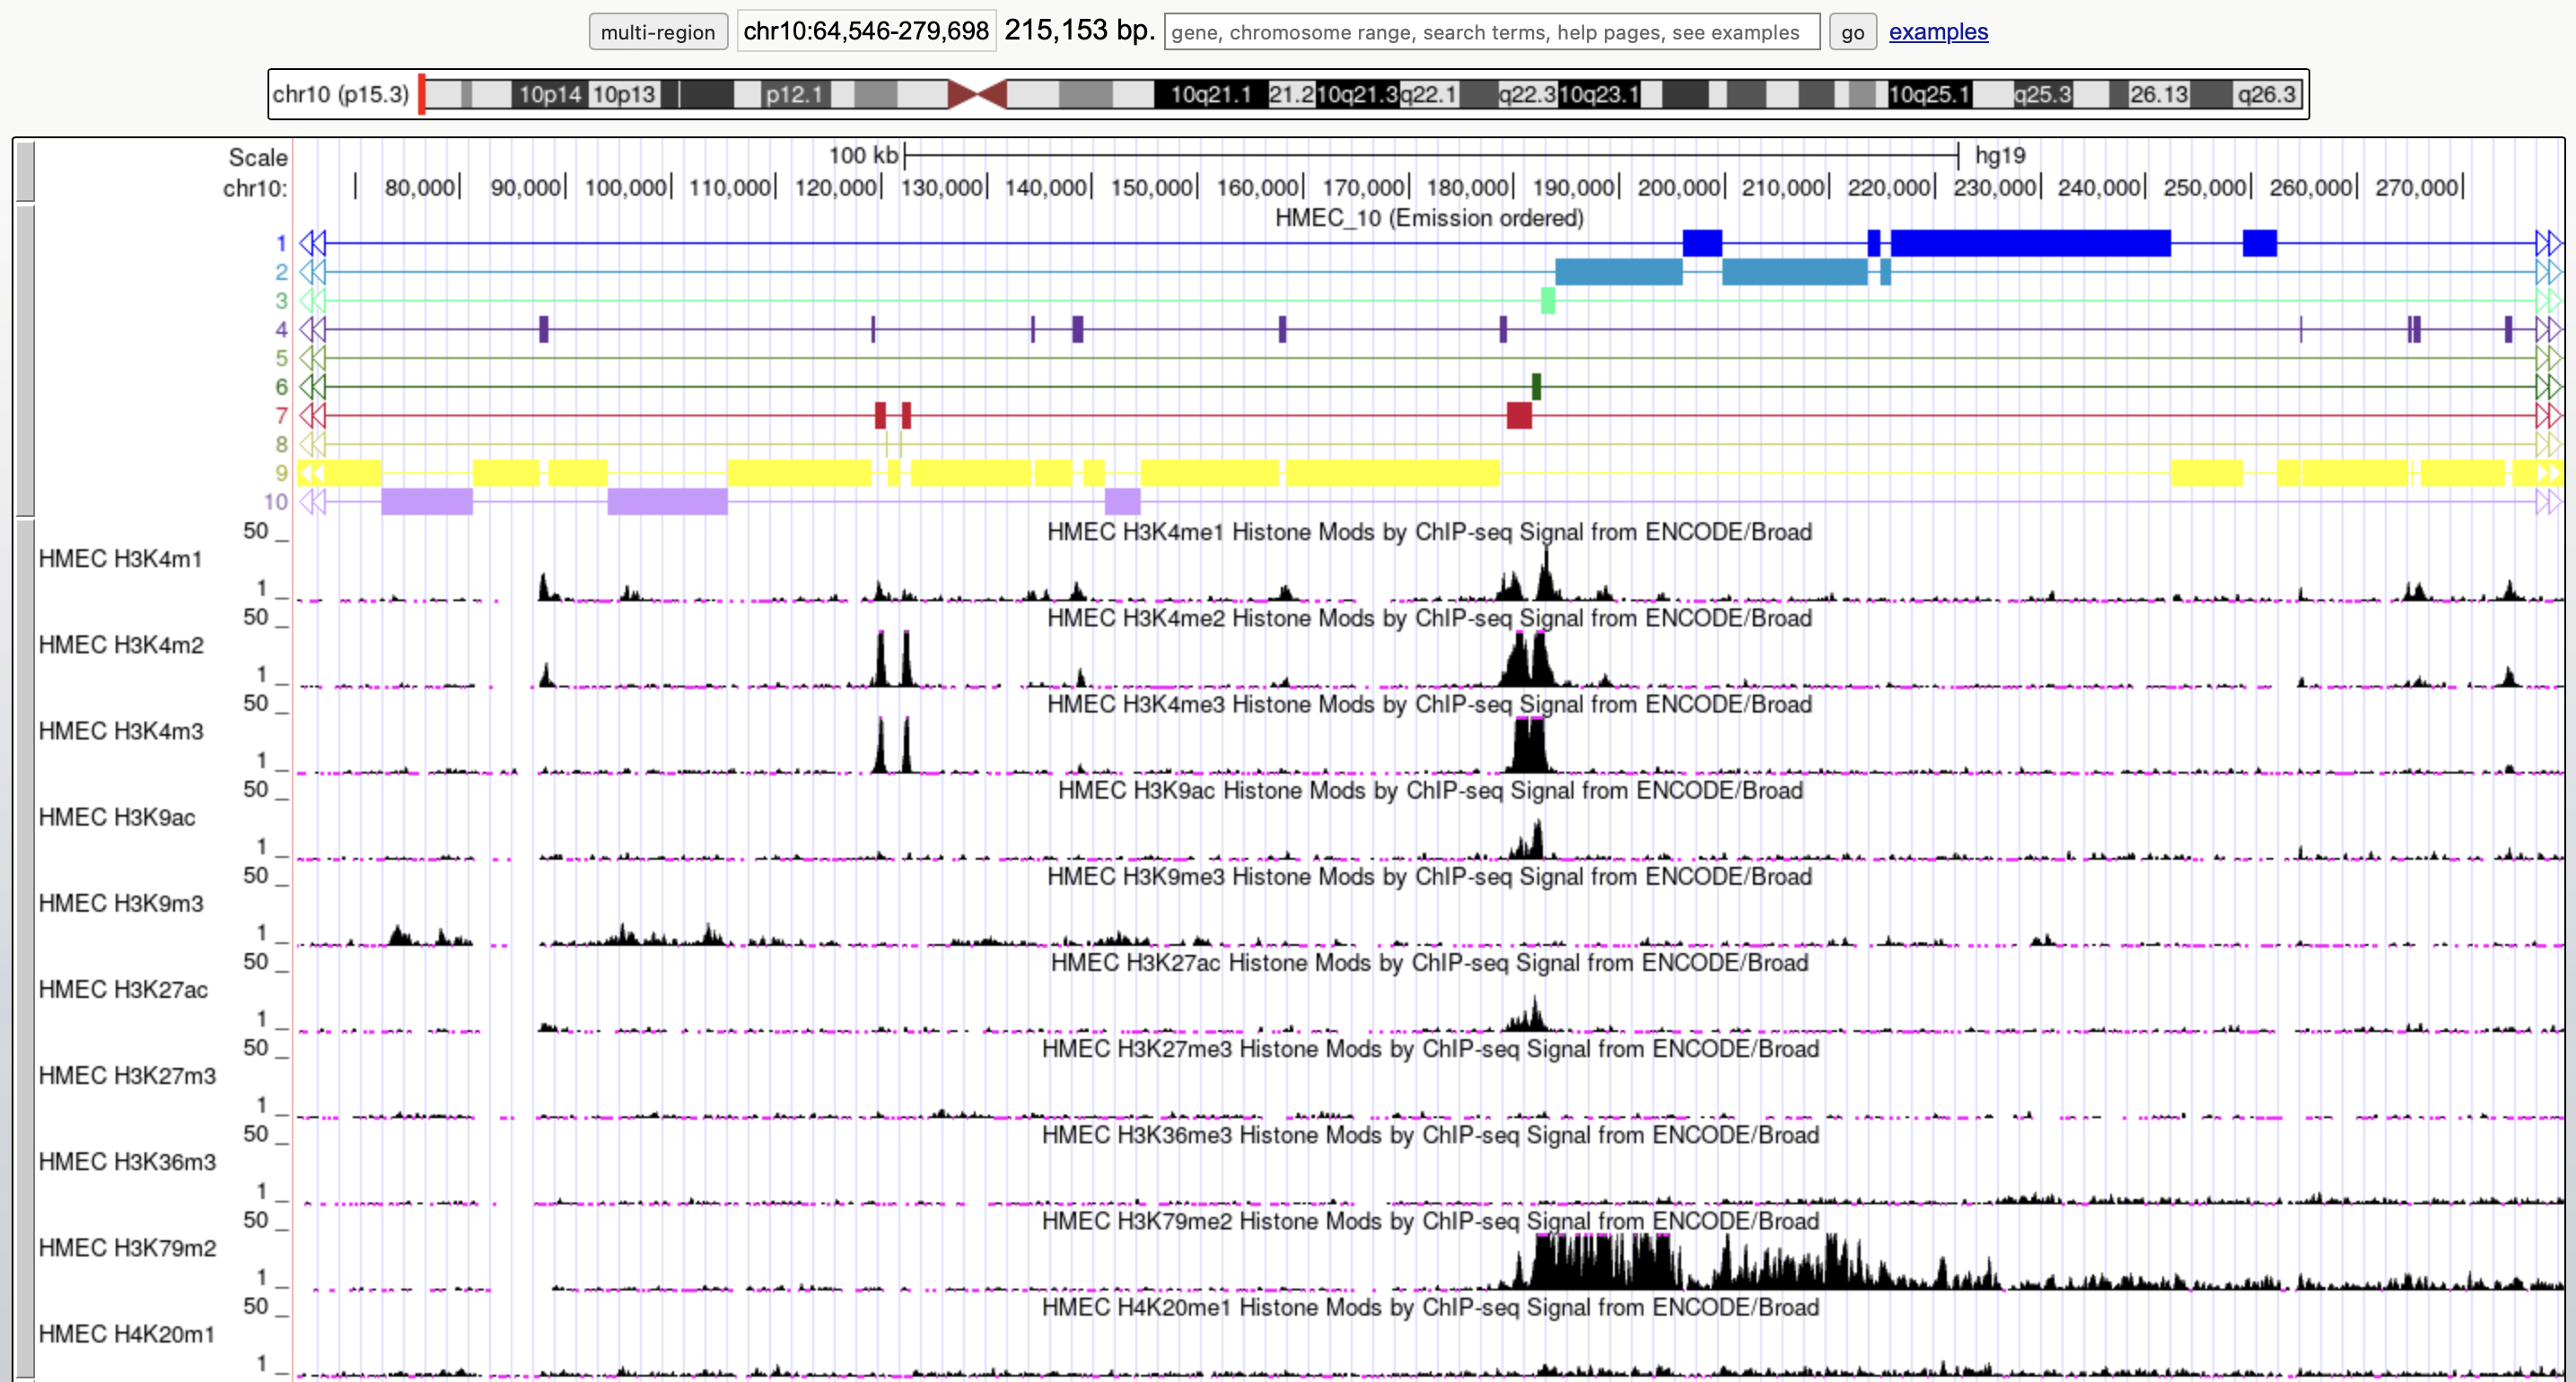 multi-region chr10:64,546-279,698 215,153 bp. gene, chromosome range, search terms, help pages, see examples go examples
chr10 (p15.3) 10p14 10p13 p12.1 10q21.1 21.2 10q21.3 q22.1 q22.3 10q23.1 10q25.1 q25.3 26.13 q26.3
Scale 100 kb hg19
chr10: 80,000 90,000 100,000 110,000 120,000 130,000 140,000 150,000 160,000 170,000 180,000 190,000 200,000 210,000 220,000 230,000 240,000 250,000 260,000 270,000
HMEC_10 (Emission ordered)
1
2
3
4
5
6
7
8
9
10
50 HMEC H3K4me1 Histone Mods by ChIP-seq Signal from ENCODE/Broad
HMEC H3K4m1
1
50 HMEC H3K4me2 Histone Mods by ChIP-seq Signal from ENCODE/Broad
HMEC H3K4m2
1
50 HMEC H3K4me3 Histone Mods by ChIP-seq Signal from ENCODE/Broad
HMEC H3K4m3
1
50 HMEC H3K9ac Histone Mods by ChIP-seq Signal from ENCODE/Broad
HMEC H3K9ac
1
50 HMEC H3K9me3 Histone Mods by ChIP-seq Signal from ENCODE/Broad
HMEC H3K9m3
1
50 HMEC H3K27ac Histone Mods by ChIP-seq Signal from ENCODE/Broad
HMEC H3K27ac
1
50 HMEC H3K27me3 Histone Mods by ChIP-seq Signal from ENCODE/Broad
HMEC H3K27m3
1
50 HMEC H3K36me3 Histone Mods by ChIP-seq Signal from ENCODE/Broad
HMEC H3K36m3
1
50 HMEC H3K79me2 Histone Mods by ChIP-seq Signal from ENCODE/Broad
HMEC H3K79m2
1
50 HMEC H4K20me1 Histone Mods by ChIP-seq Signal from ENCODE/Broad
HMEC H4K20m1
1